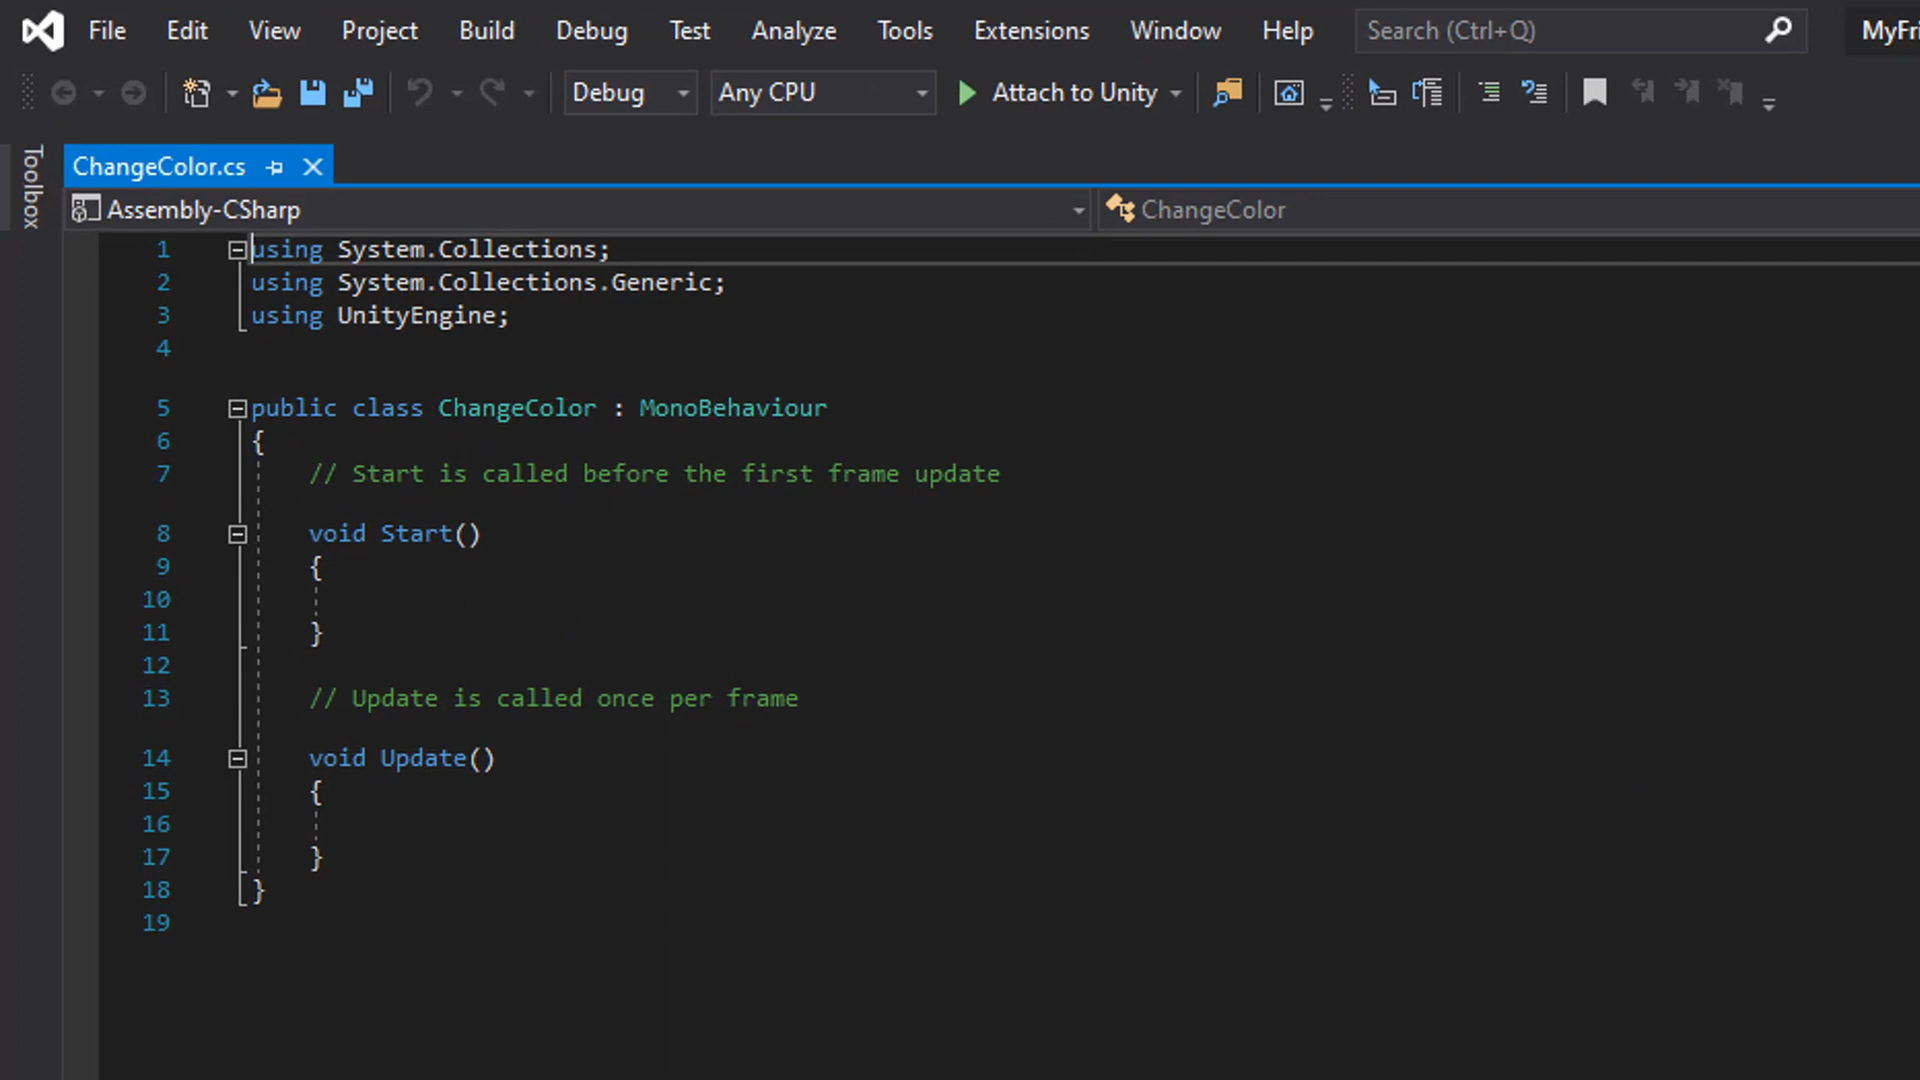 File Edit View Project Build Debug Test Analyze Tools Extensions Window Help Search (Ctrl+Q) MyFri
Debug Any CPU Attach to Unity
Toolbox
ChangeColor.cs
Assembly-CSharp ChangeColor
1 using System.Collections;
2 using System.Collections.Generic;
3 using UnityEngine;
4
5 public class ChangeColor : MonoBehaviour
6 {
7 // Start is called before the first frame update
8 void Start()
9 {
10
11 }
12
13 // Update is called once per frame
14 void Update()
15 {
16
17 }
18 }
19